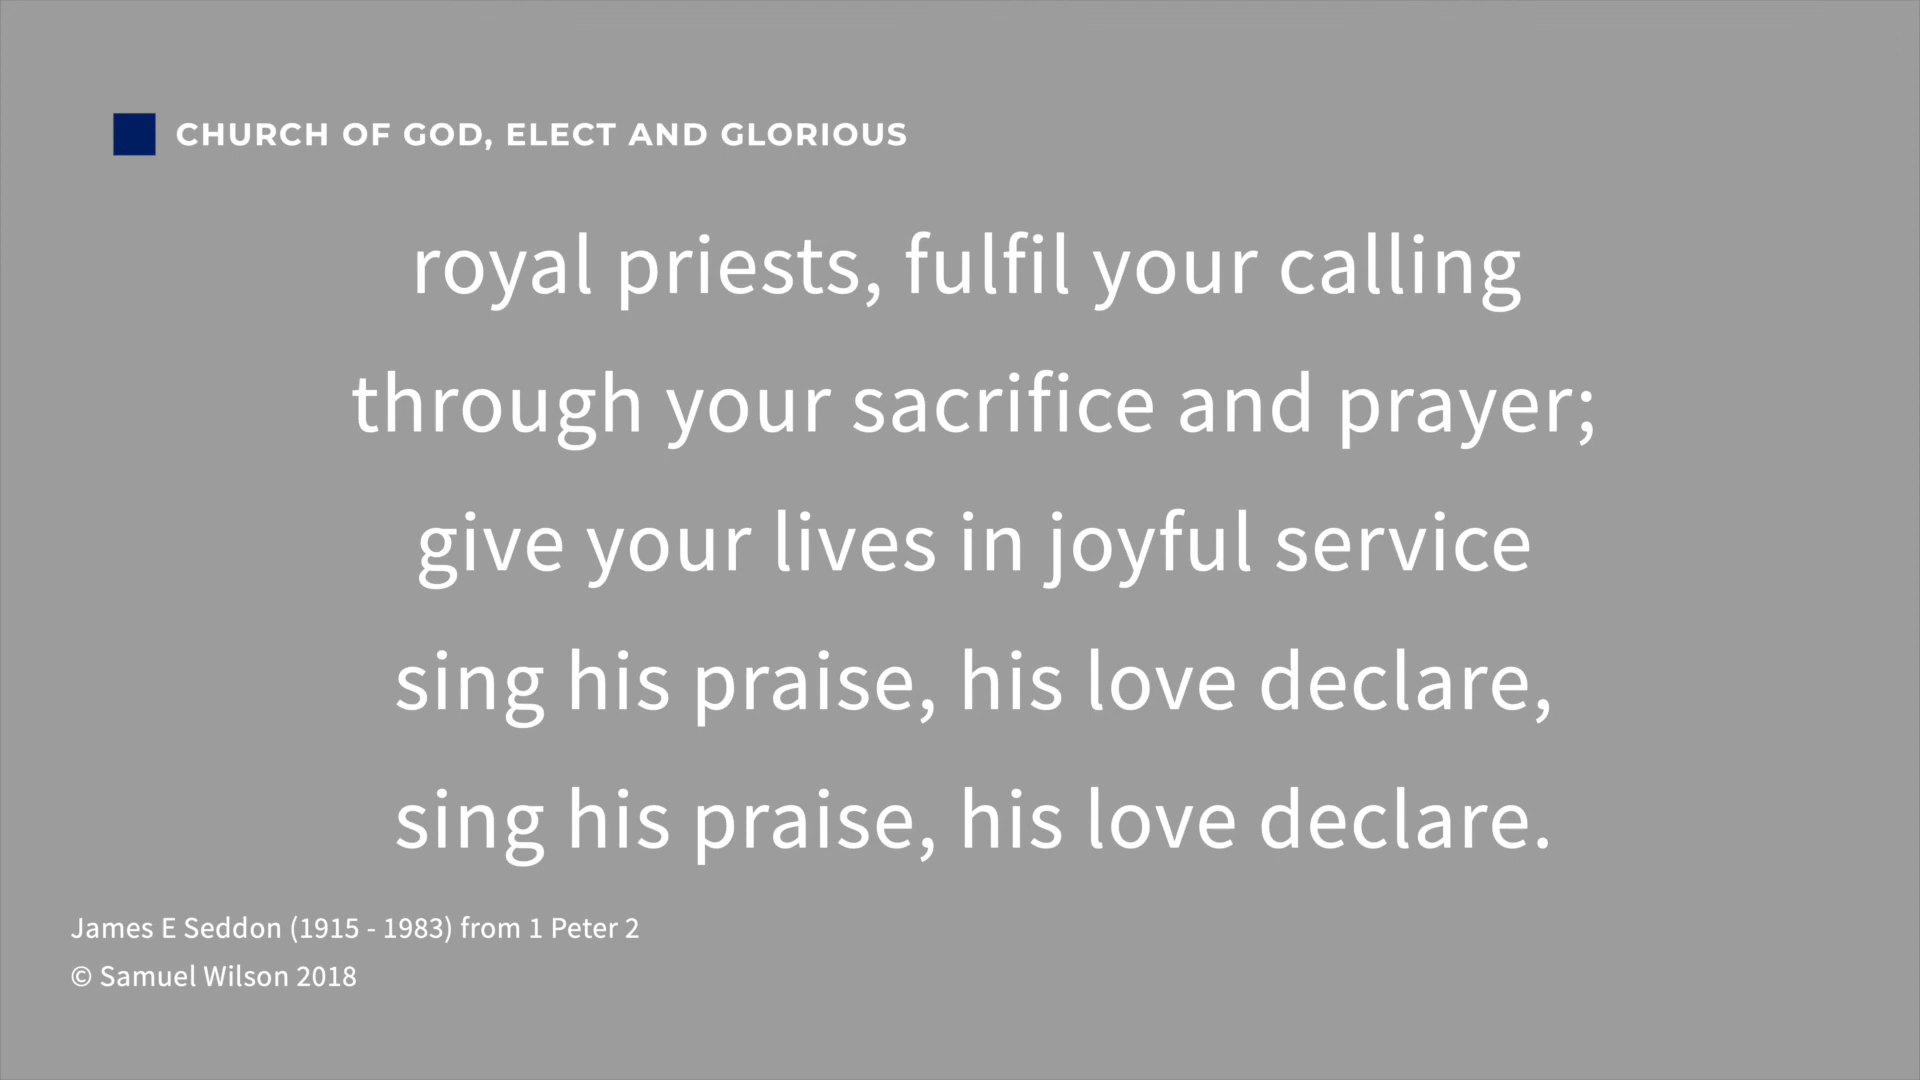 CHURCH OF GOD, ELECT AND GLORIOUS
royal priests, fulfil your calling
through your sacrifice and prayer;
give your lives in joyful service
sing his praise, his love declare,
sing his praise, his love declare.
James E Seddon (1915 - 1983) from 1 Peter 2
© Samuel Wilson 2018